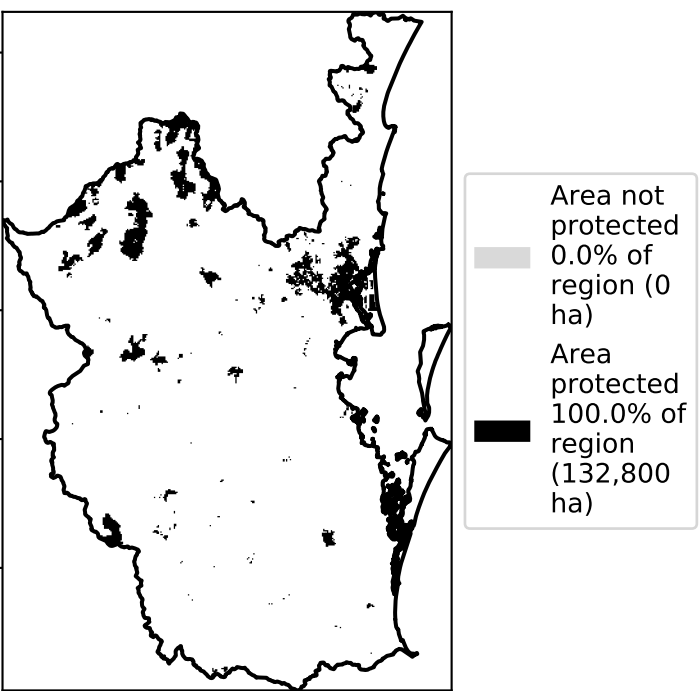 Area not
protected
0.0% of
region (0
ha)
Area
protected
100.0% of
region
(132,800
ha)